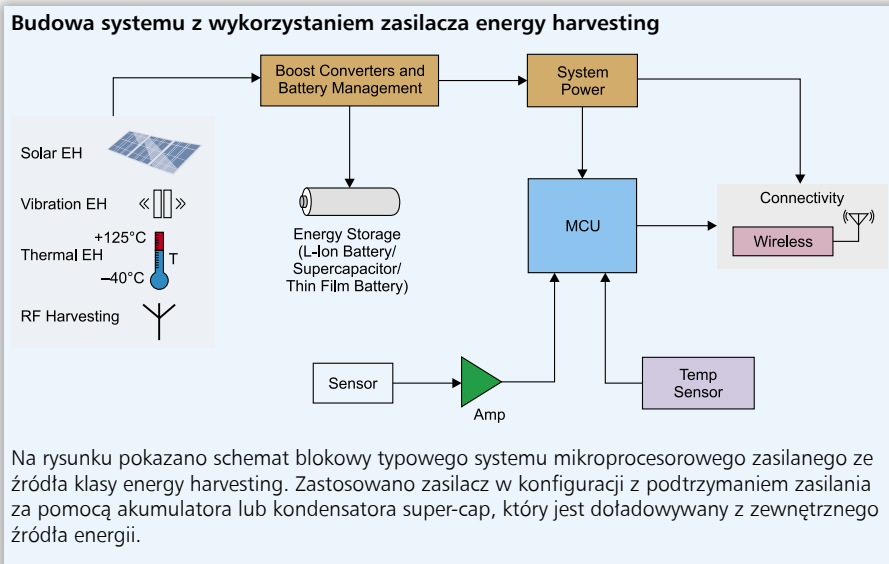 Budowa systemu z wykorzystaniem zasilacza energy harvesting
Boost Converters and
Battery Management
System
Power
Solar EH
Vibration EH
+125°C
Thermal EH
T
–40°C
RF Harvesting
Energy Storage
(L-Ion Battery/
Supercapacitor/
Thin Film Battery)
MCU
Connectivity
Wireless
Sensor
Amp
Temp
Sensor
Na rysunku pokazano schemat blokowy typowego systemu mikroprocesorowego zasilanego ze
źródła klasy energy harvesting. Zastosowano zasilacz w konfiguracji z podtrzymaniem zasilania
za pomocą akumulatora lub kondensatora super-cap, który jest doładowywany z zewnętrznego
źródła energii.